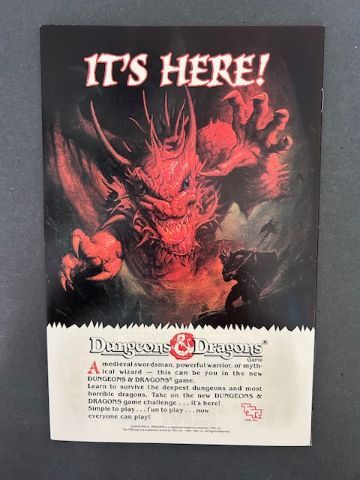 IT'S HERE!
Dungeons & Dragons®
Game
A medieval swordsman, powerful warrior, or myth-
ical wizard — this can be you in the new
DUNGEONS & DRAGONS® game.
Learn to survive the deepest dungeons and most
horrible dragons. Take on the new DUNGEONS &
DRAGONS game challenge . . . it's here!
Simple to play . . . fun to play . . . now
everyone can play!